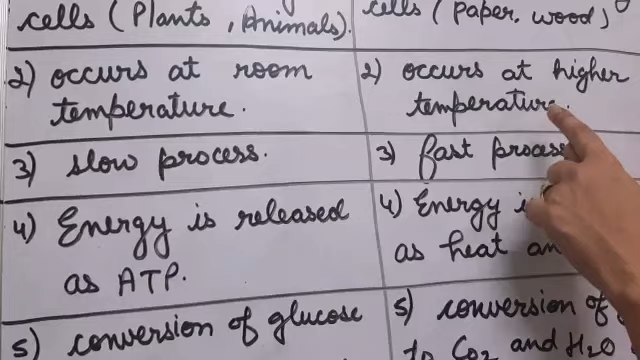 cells (Plants, Animals).
2) occurs at room
temperature.
3) slow process.
4) Energy is released
as ATP.
5) conversion of glucose
cells (paper, wood)
2) occurs at higher
temperature.
3) fast process
4) Energy
as heat
5) conversion of
to CO2 and H2O